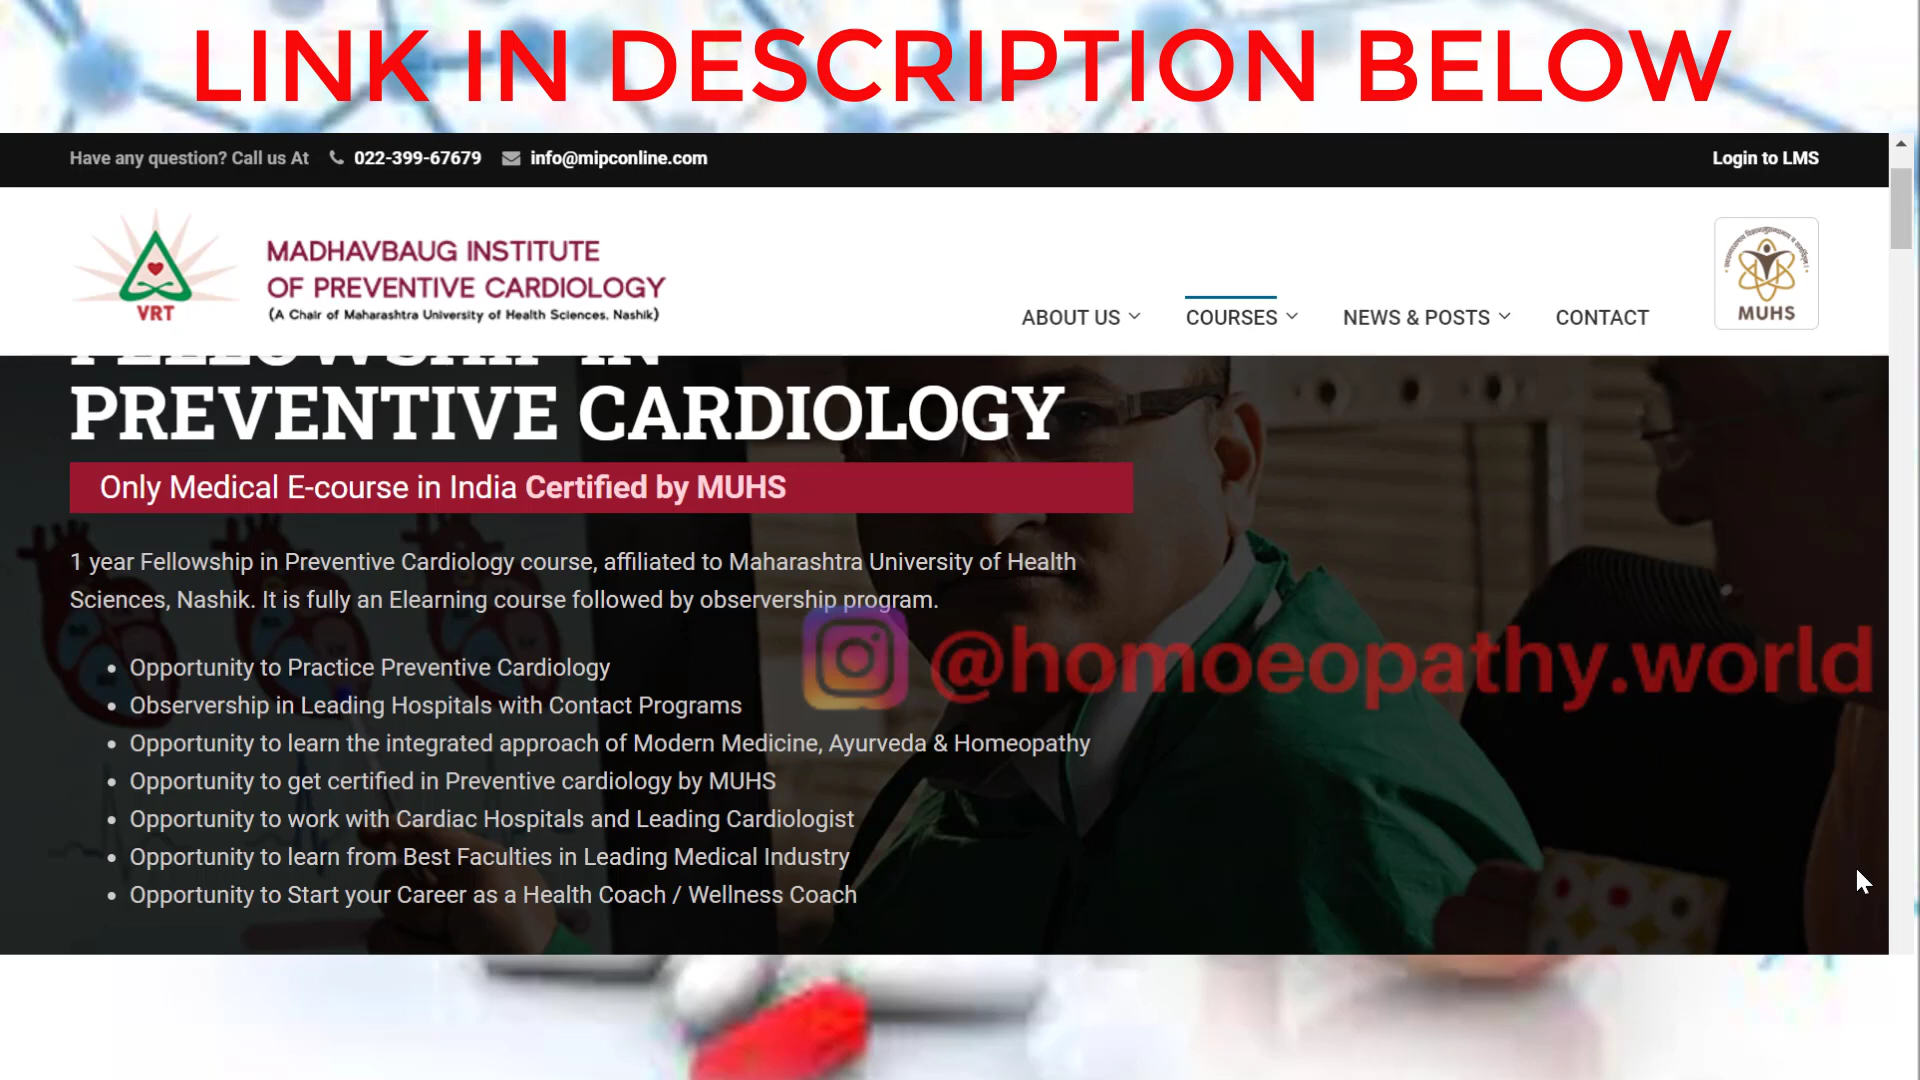 LINK IN DESCRIPTION BELOW
Have any question? Call us At 022-399-67679 info@mipconline.com Login to LMS
VRT
MADHAVBAUG INSTITUTE
OF PREVENTIVE CARDIOLOGY
(A Chair of Maharashtra University of Health Sciences, Nashik)
ABOUT US COURSES NEWS & POSTS CONTACT
MUHS
FELLOWSHIP IN
PREVENTIVE CARDIOLOGY
Only Medical E-course in India Certified by MUHS
1 year Fellowship in Preventive Cardiology course, affiliated to Maharashtra University of Health
Sciences, Nashik. It is fully an Elearning course followed by observership program.
@homoeopathy.world
• Opportunity to Practice Preventive Cardiology
• Observership in Leading Hospitals with Contact Programs
• Opportunity to learn the integrated approach of Modern Medicine, Ayurveda & Homeopathy
• Opportunity to get certified in Preventive cardiology by MUHS
• Opportunity to work with Cardiac Hospitals and Leading Cardiologist
• Opportunity to learn from Best Faculties in Leading Medical Industry
• Opportunity to Start your Career as a Health Coach / Wellness Coach